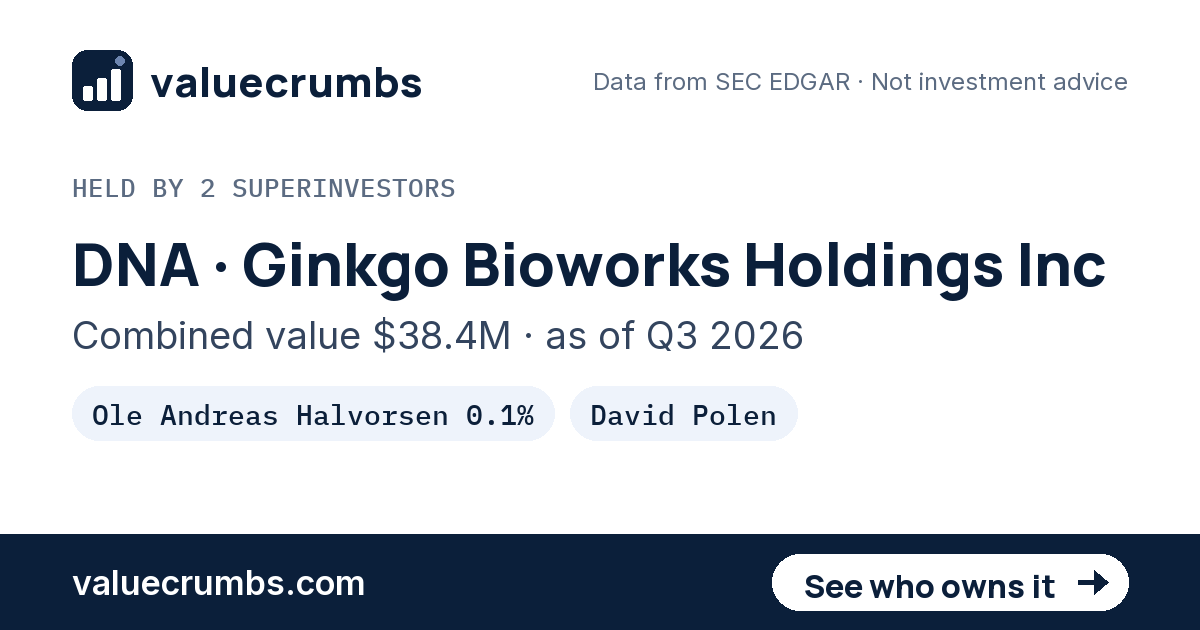 valuecrumbs
Data from SEC EDGAR · Not investment advice
HELD BY 2 SUPERINVESTORS
DNA · Ginkgo Bioworks Holdings Inc
Combined value $38.4M · as of Q3 2026
Ole Andreas Halvorsen 0.1%
David Polen
valuecrumbs.com
See who owns it →